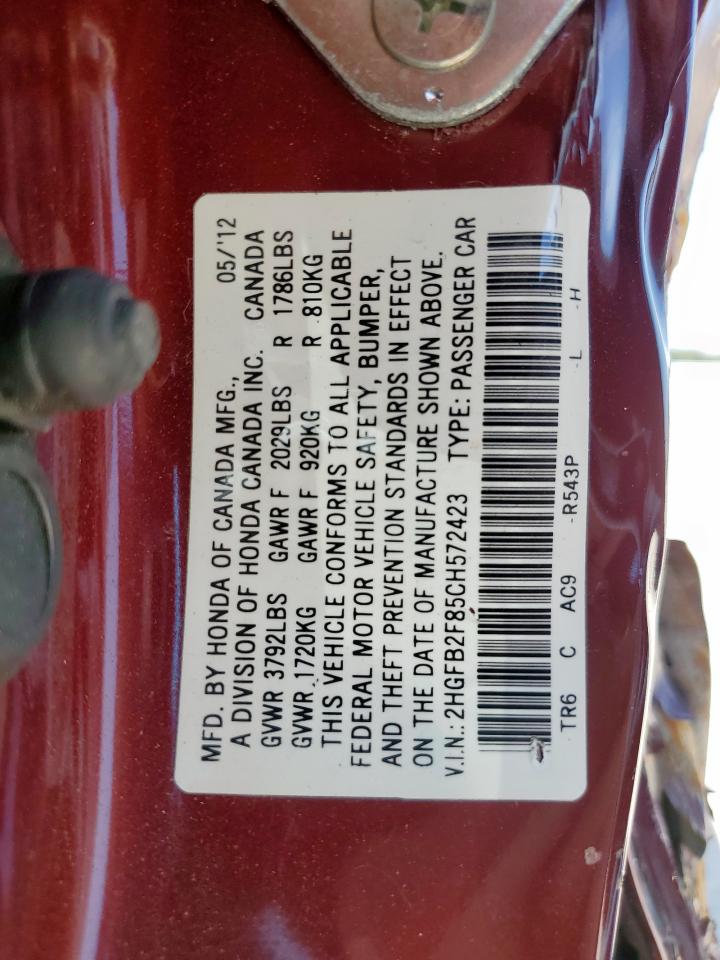 MFD. BY HONDA OF CANADA MFG., 05/'12
A DIVISION OF HONDA CANADA INC. CANADA
GVWR 3792LBS GAWR F 2029LBS R 1786LBS
GVWR 1720KG GAWR F 920KG R 810KG
THIS VEHICLE CONFORMS TO ALL APPLICABLE
FEDERAL MOTOR VEHICLE SAFETY, BUMPER,
AND THEFT PREVENTION STANDARDS IN EFFECT
ON THE DATE OF MANUFACTURE SHOWN ABOVE.
V.I.N.: 2HGFB2F85CH572423 TYPE: PASSENGER CAR
TR6 C AC9 -R543P -L -H